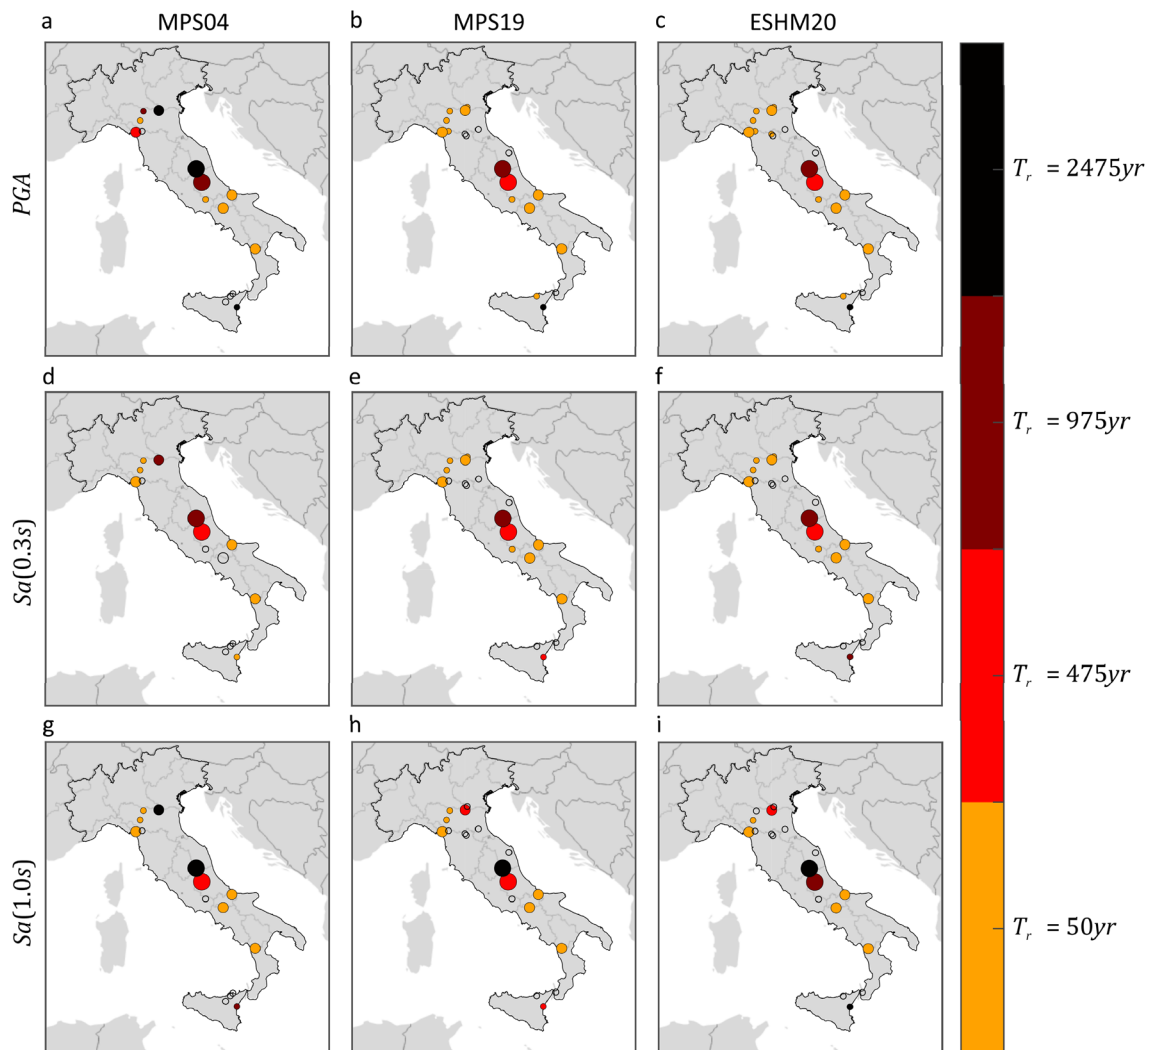 MPS04 MPS19 ESHM20
a b c
PGA
T_r = 2475yr
d e f
T_r = 975yr
Sa(0.3s)
T_r = 475yr
g h i
Sa(1.0s)
T_r = 50yr